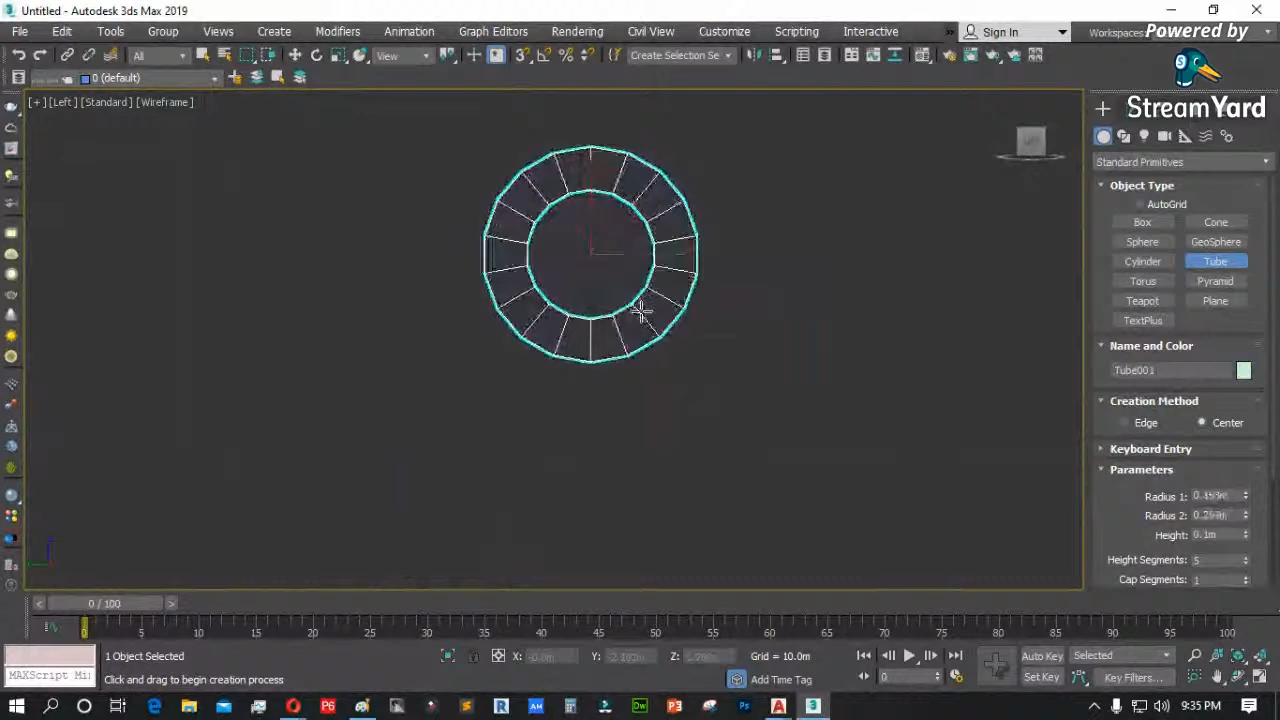 Untitled - Autodesk 3ds Max 2019
Powered by
File Edit Tools Group Views Create Modifiers Animation Graph Editors Rendering Civil View Customize Scripting Interactive
Sign In
Workspaces:
All
View
Create Selection Se
0 (default)
StreamYard
[+] [Left] [Standard] [Wireframe]
Standard Primitives
Object Type
AutoGrid
Box Cone
Sphere GeoSphere
Cylinder Tube
Torus Pyramid
Teapot Plane
TextPlus
Name and Color
Tube001
Creation Method
Edge Center
Keyboard Entry
Parameters
Radius 1:
Radius 2:
Height: 0.1m
Height Segments: 5
Cap Segments: 1
0 / 100
0 5 10 15 20 25 30 35 40 45 50 55 60 65 70 75 80 85 90 95 100
1 Object Selected
X: Y: Z: Grid = 10.0m
Auto Key Selected
MAXScript Mi
Click and drag to begin creation process
Add Time Tag
0
Set Key Key Filters...
9:35 PM